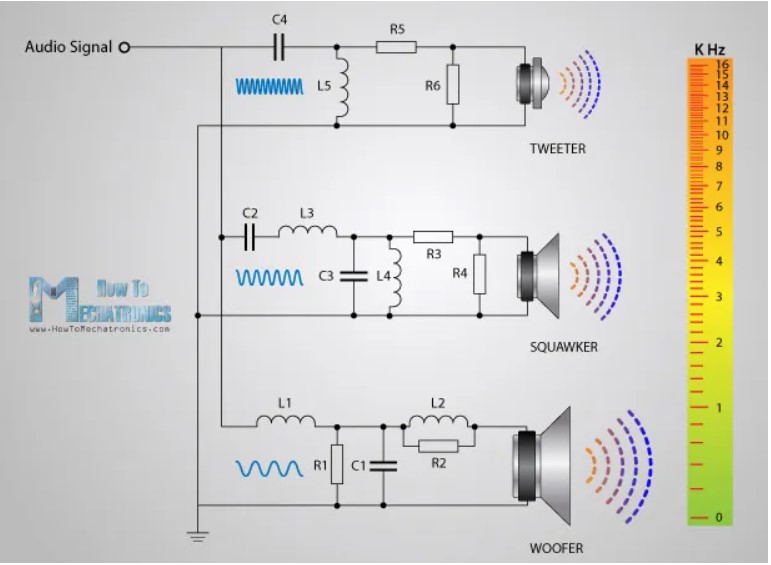 Audio Signal
C4
R5
L5
R6
TWEETER
C2
L3
C3
L4
R3
R4
SQUAWKER
How To
MECHATRONICS
www.HowToMechatronics.com
L1
L2
R1
C1
R2
WOOFER
K Hz
16
15
14
13
12
11
10
9
8
7
6
5
4
3
2
1
0